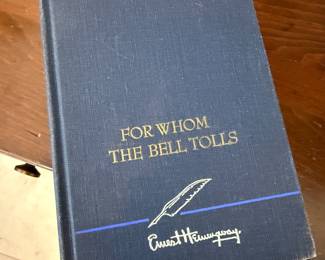 FOR WHOM
THE BELL TOLLS
Ernest Hemingway.